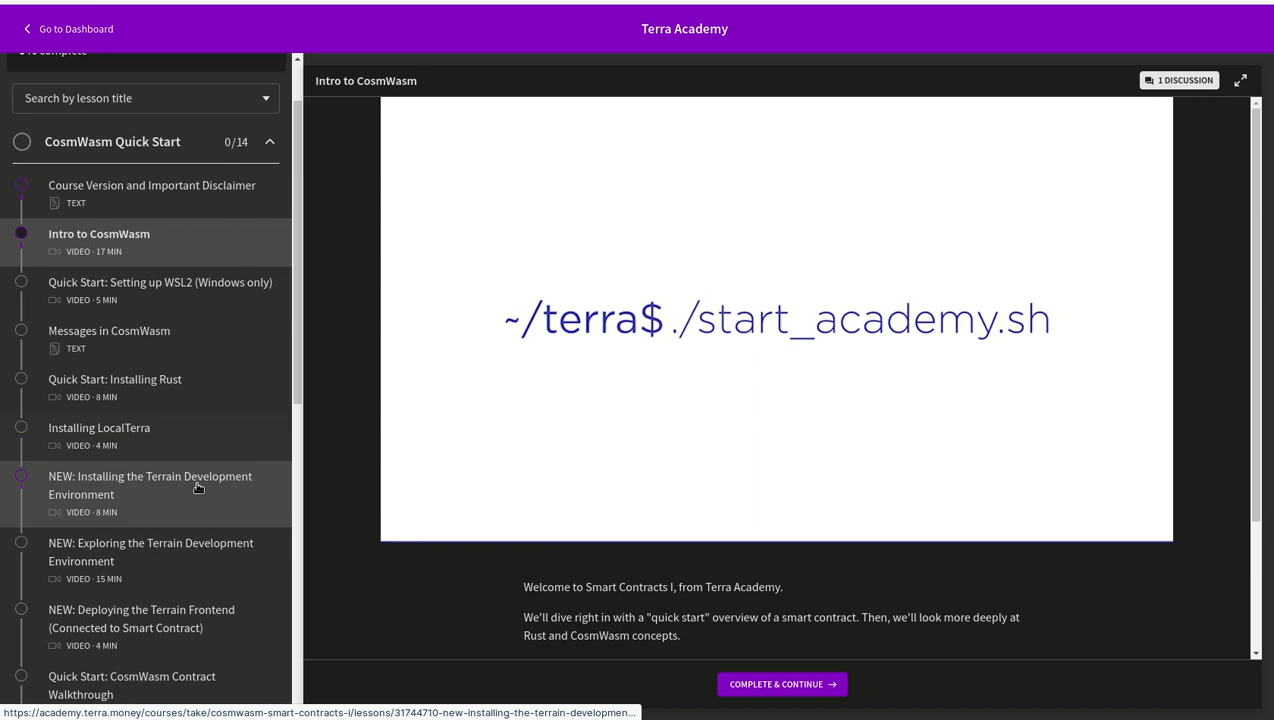 Go to Dashboard
Terra Academy
Search by lesson title
CosmWasm Quick Start 0/14
Course Version and Important Disclaimer
TEXT
Intro to CosmWasm
VIDEO · 17 MIN
Quick Start: Setting up WSL2 (Windows only)
VIDEO · 5 MIN
Messages in CosmWasm
TEXT
Quick Start: Installing Rust
VIDEO · 8 MIN
Installing LocalTerra
VIDEO · 4 MIN
NEW: Installing the Terrain Development
Environment
VIDEO · 8 MIN
NEW: Exploring the Terrain Development
Environment
VIDEO · 15 MIN
NEW: Deploying the Terrain Frontend
(Connected to Smart Contract)
VIDEO · 4 MIN
Quick Start: CosmWasm Contract
Walkthrough
Intro to CosmWasm
1 DISCUSSION
~/terra$ ./start_academy.sh
Welcome to Smart Contracts I, from Terra Academy.
We'll dive right in with a "quick start" overview of a smart contract. Then, we'll look more deeply at
Rust and CosmWasm concepts.
COMPLETE & CONTINUE →
https://academy.terra.money/courses/take/cosmwasm-smart-contracts-i/lessons/31744710-new-installing-the-terrain-developmen...